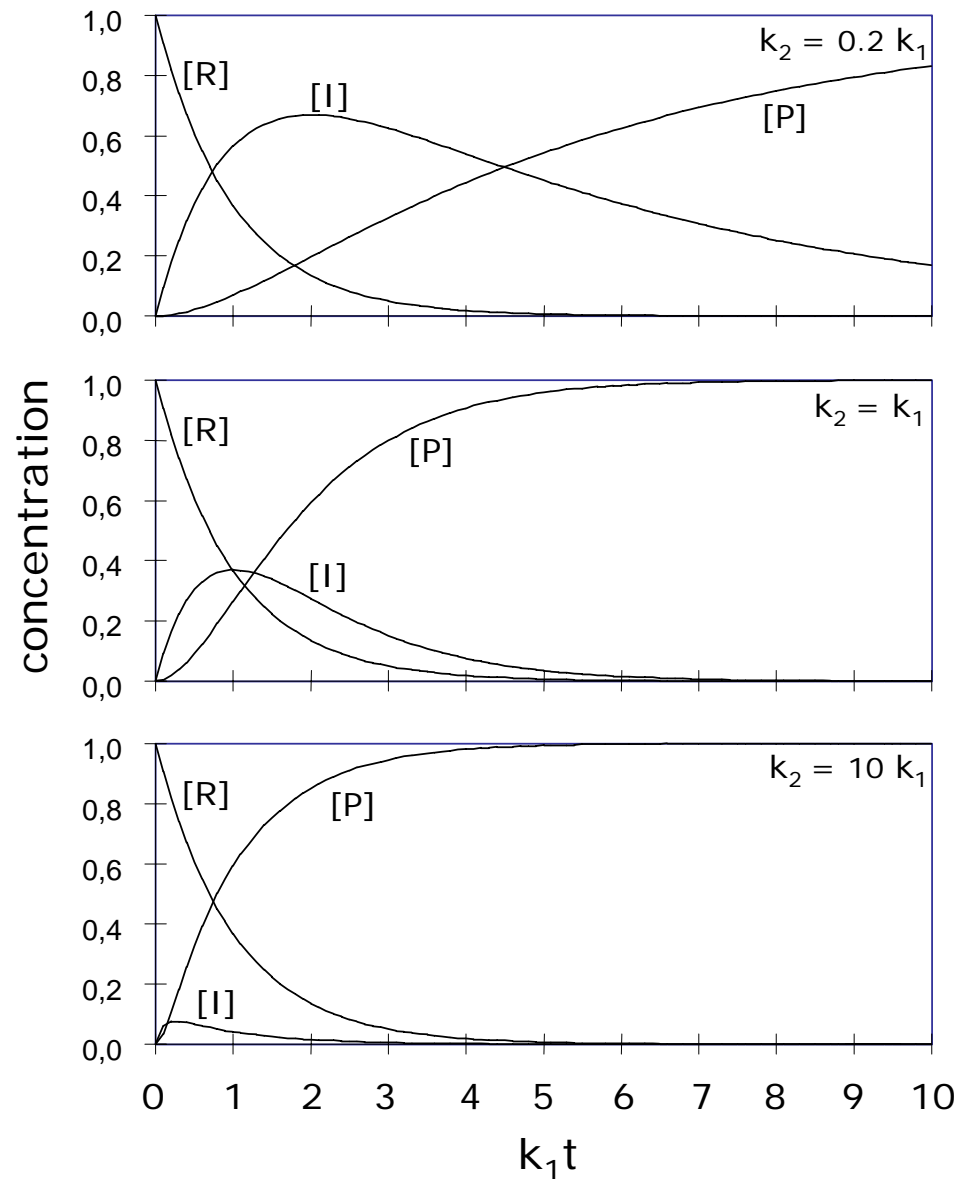 concentration
1,0
0,8
0,6
0,4
0,2
0,0
[R]
[I]
[P]
k₂ = 0.2 k₁
1,0
0,8
0,6
0,4
0,2
0,0
[R]
[P]
[I]
k₂ = k₁
1,0
0,8
0,6
0,4
0,2
0,0
[R]
[P]
[I]
k₂ = 10 k₁
0 1 2 3 4 5 6 7 8 9 10
k₁t